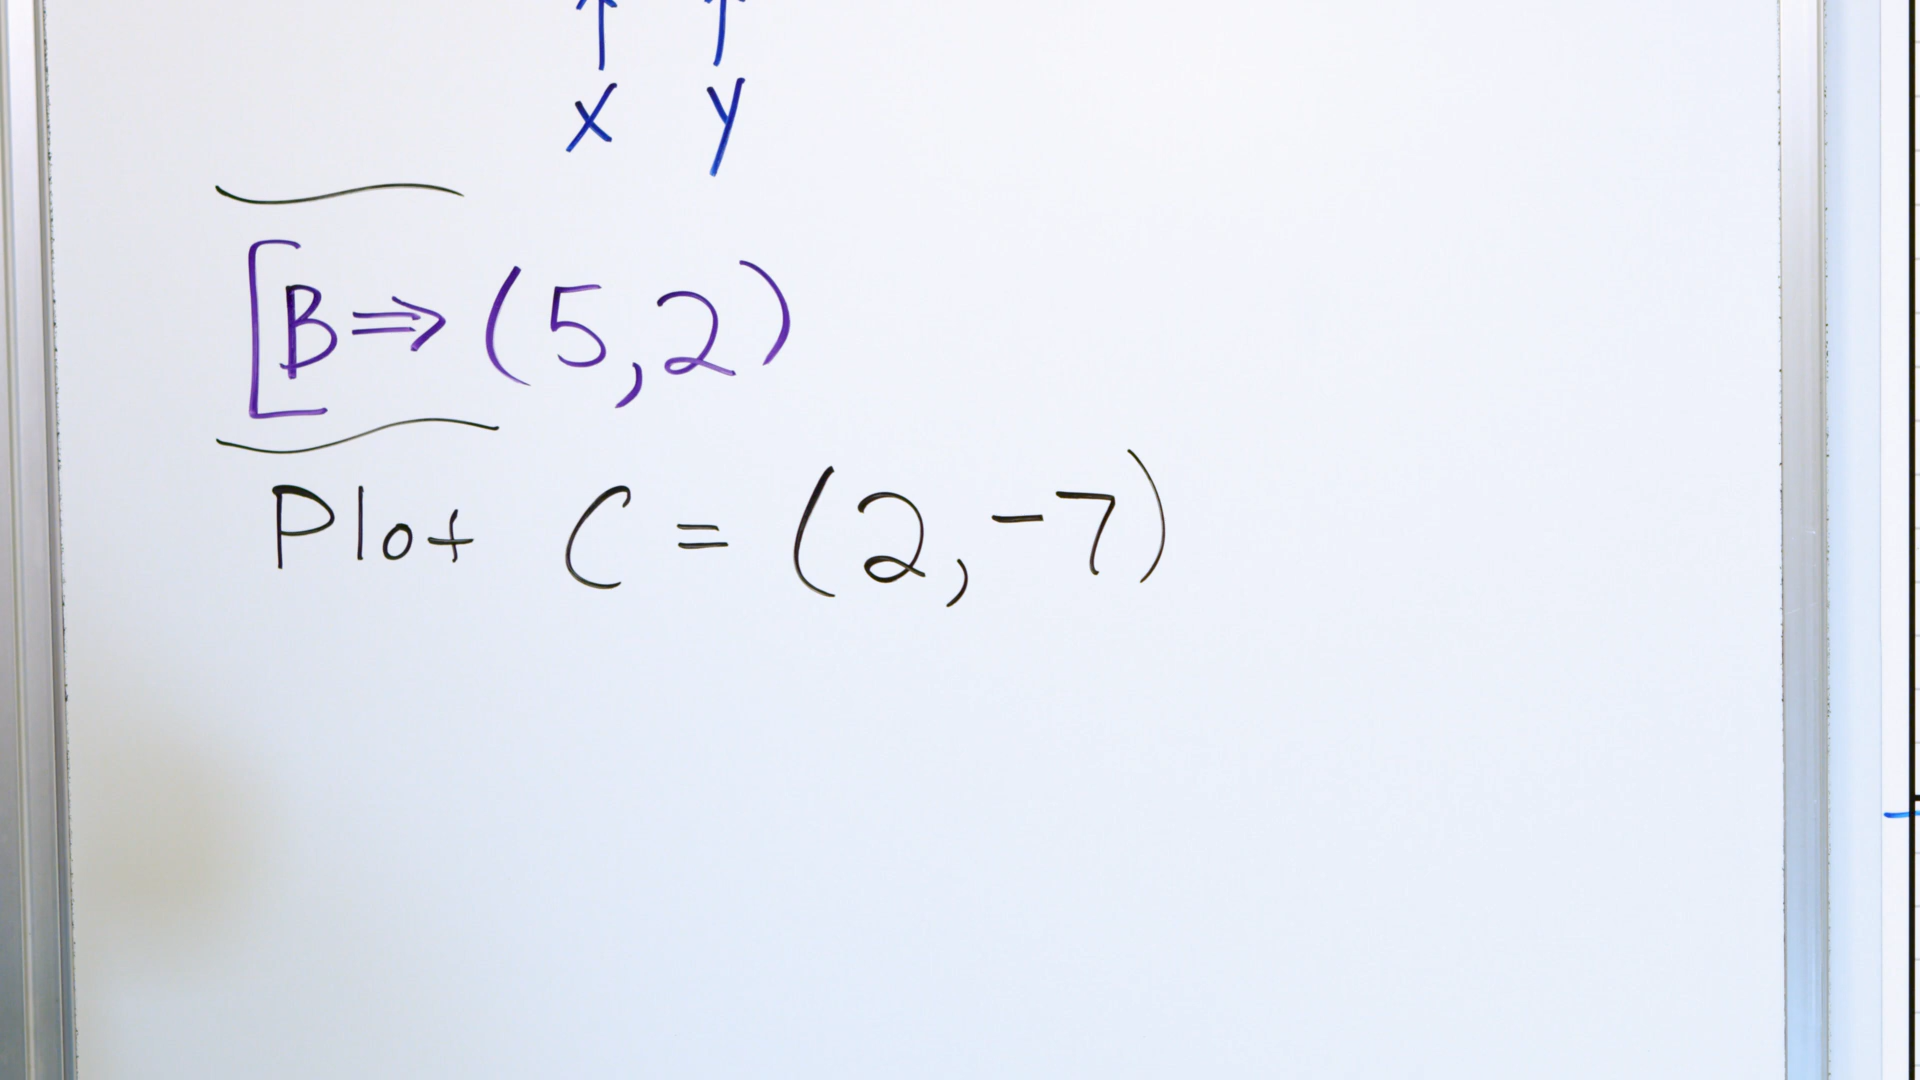 x y
[B⇒(5,2)
Plot C = (2,-7)